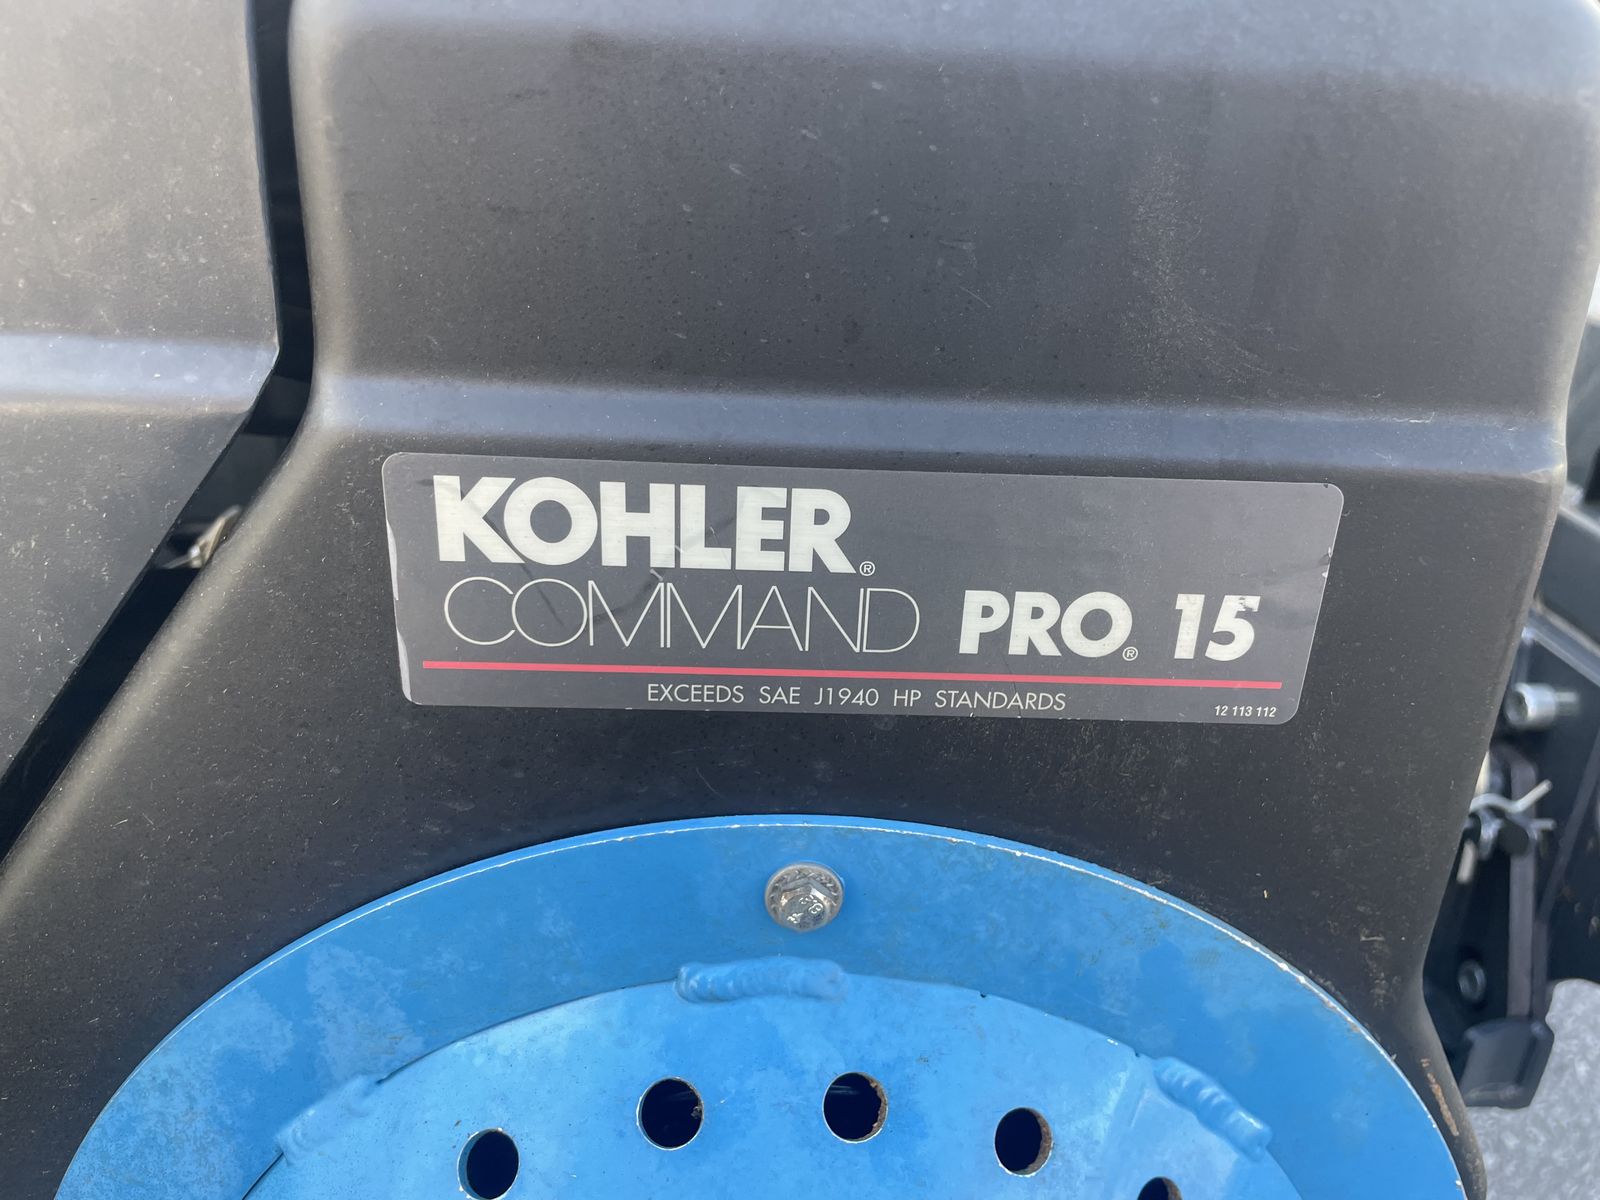 KOHLER®
COMMAND PRO® 15
EXCEEDS SAE J1940 HP STANDARDS
12 113 112